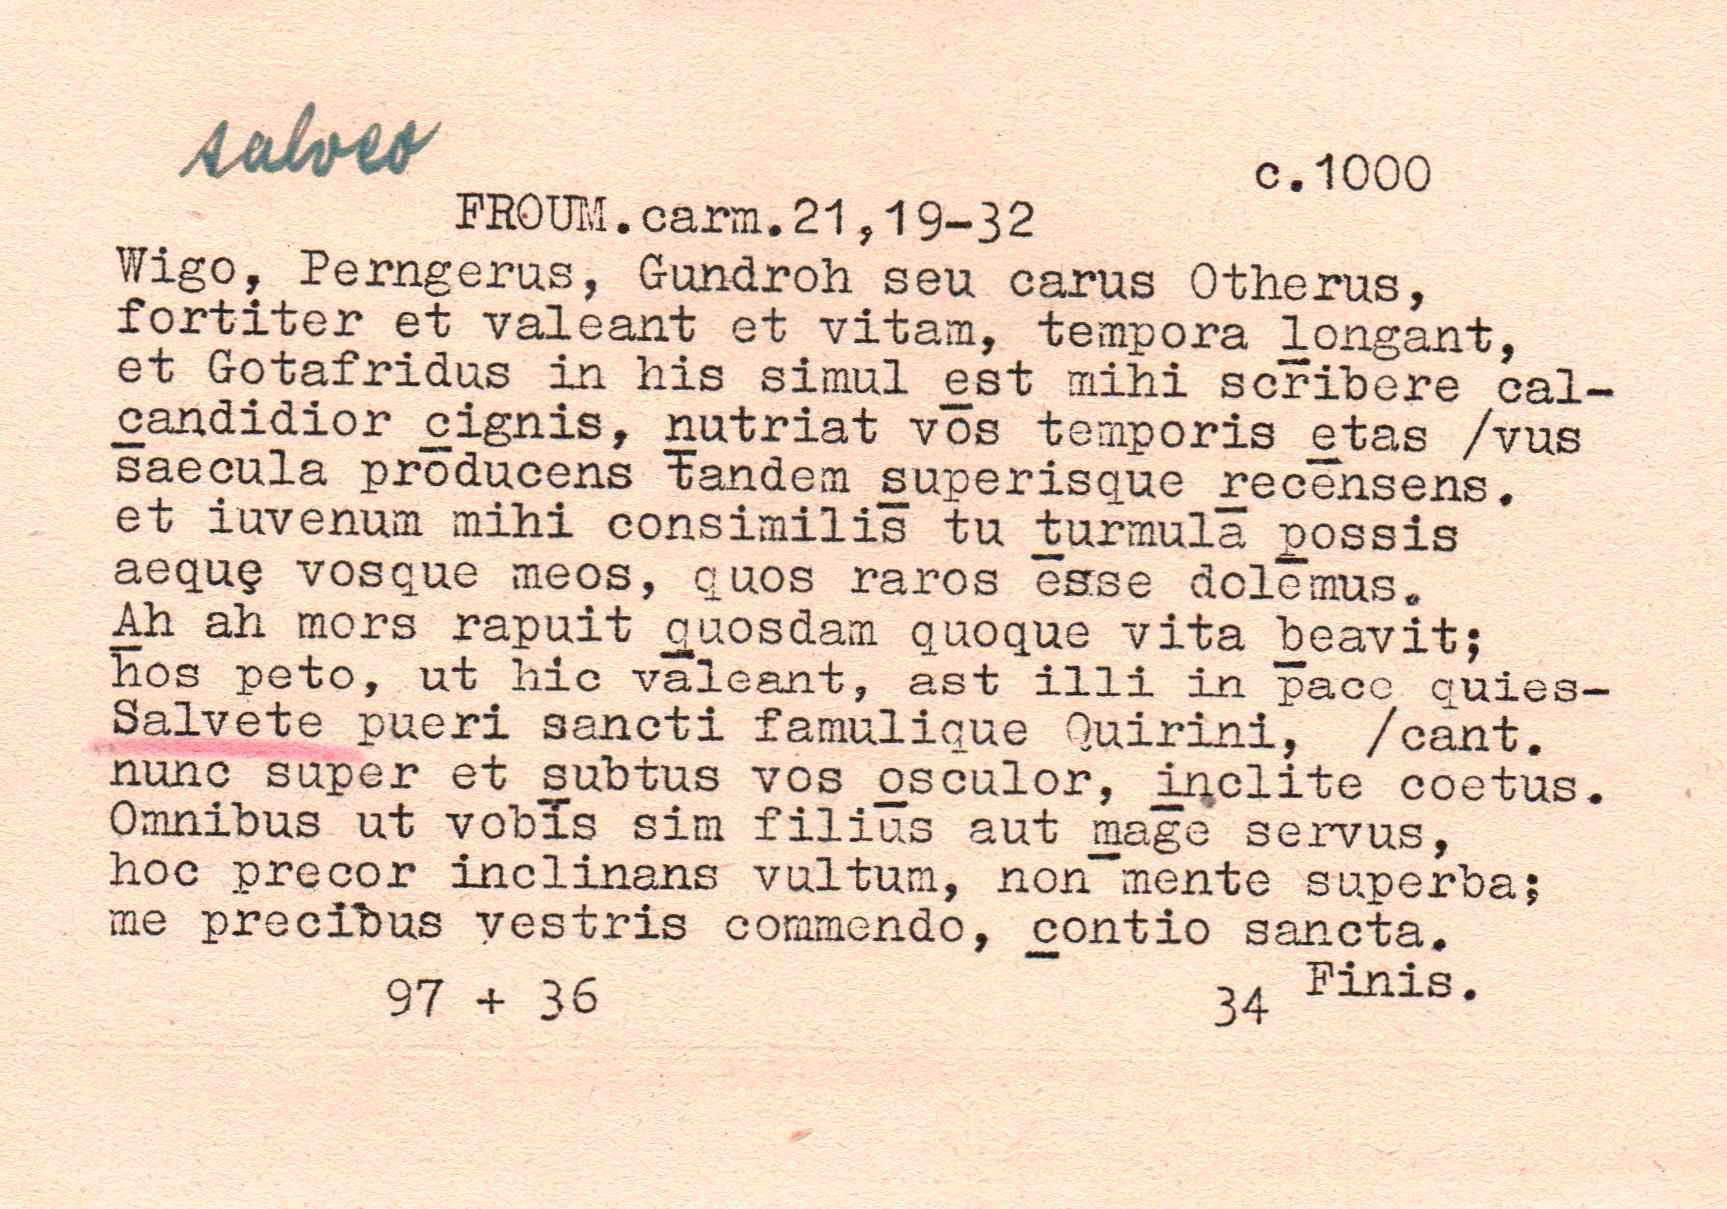 salveo
c.1000
FROUM.carm.21,19-32
Wigo, Perngerus, Gundroh seu carus Otherus,
fortiter et valeant et vitam, tempora longant,
et Gotafridus in his simul est mihi scribere cal-
candidior cignis, nutriat vos temporis etas /vus
saecula producens tandem superisque recensens.
et iuvenum mihi consimilis tu turmula possis
aequę vosque meos, quos raros esse dolemus.
Ah ah mors rapuit quosdam quoque vita beavit;
hos peto, ut hic valeant, ast illi in pace quies-
Salvete pueri sancti famulique Quirini, /cant.
nunc super et subtus vos osculor, inclite coetus.
Omnibus ut vobis sim filius aut mage servus,
hoc precor inclinans vultum, non mente superba;
me precibus vestris commendo, contio sancta.
Finis.
97 + 36 34